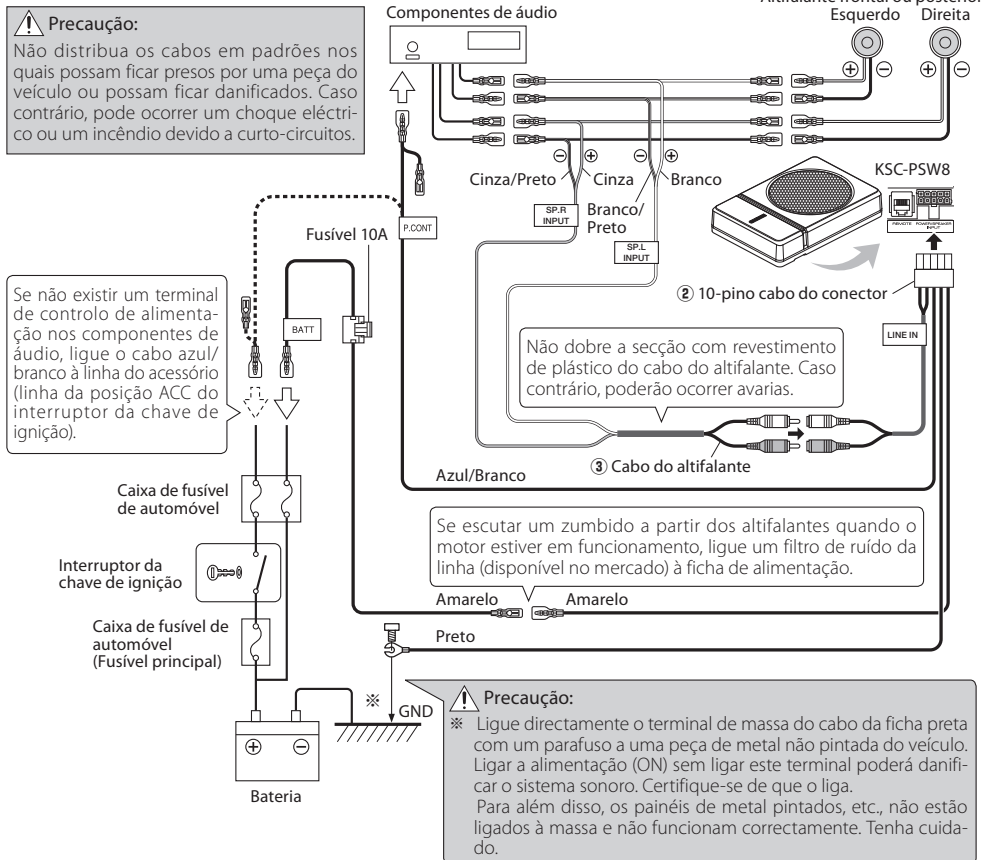 Precaução:
Não distribua os cabos em padrões nos
quais possam ficar presos por uma peça do
veículo ou possam ficar danificados. Caso
contrário, pode ocorrer um choque eléctri-
co ou um incêndio devido a curto-circuitos.
Componentes de áudio
Altifalante frontal ou posterior
Esquerdo Direita
⊕ ⊖ ⊕ ⊖
⊖ ⊕ ⊖ ⊕
Cinza/Preto
Cinza
Branco
Branco/
Preto
SP.R
INPUT
SP.L
INPUT
KSC-PSW8
REMOTE
POWER/SPEAKER
INPUT
P.CONT
Fusível 10A
BATT
② 10-pino cabo do conector
LINE IN
Se não existir um terminal
de controlo de alimenta-
ção nos componentes de
áudio, ligue o cabo azul/
branco à linha do acessório
(linha da posição ACC do
interruptor da chave de
ignição).
Não dobre a secção com revestimento
de plástico do cabo do altifalante. Caso
contrário, poderão ocorrer avarias.
③ Cabo do altifalante
Azul/Branco
Caixa de fusível
de automóvel
Se escutar um zumbido a partir dos altifalantes quando o
motor estiver em funcionamento, ligue um filtro de ruído da
linha (disponível no mercado) à ficha de alimentação.
Interruptor da
chave de ignição
Amarelo
Amarelo
Caixa de fusível de
automóvel
(Fusível principal)
Preto
※
GND
⊕ ⊖
Bateria
Precaução:
※ Ligue directamente o terminal de massa do cabo da ficha preta
com um parafuso a uma peça de metal não pintada do veículo.
Ligar a alimentação (ON) sem ligar este terminal poderá danifi-
car o sistema sonoro. Certifique-se de que o liga.
Para além disso, os painéis de metal pintados, etc., não estão
ligados à massa e não funcionam correctamente. Tenha cuida-
do.